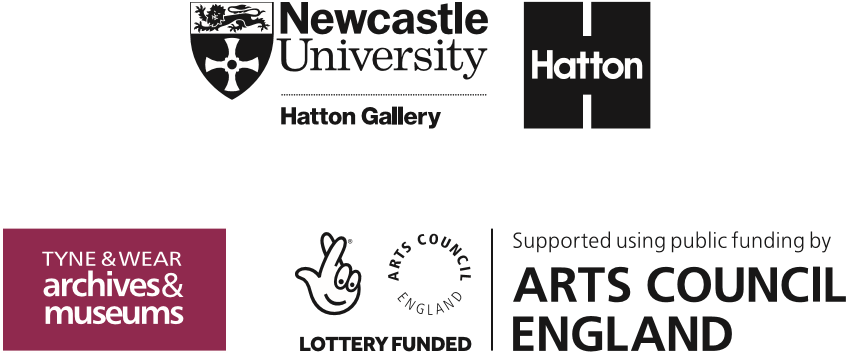 Newcastle
University
Hatton Gallery
Hatton
TYNE & WEAR
archives&
museums
ARTS COUNCIL
ENGLAND
LOTTERY FUNDED
Supported using public funding by
ARTS COUNCIL
ENGLAND